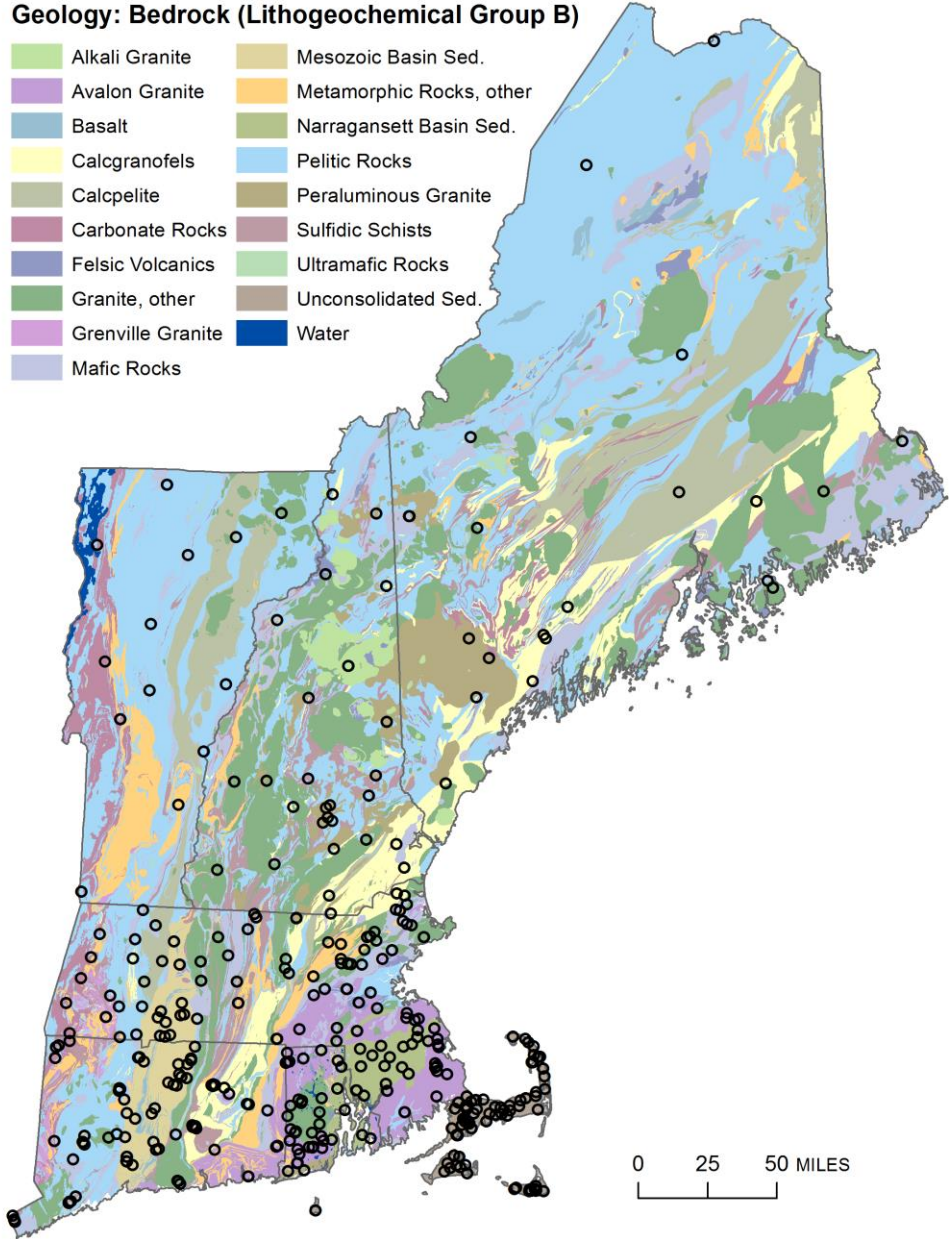 Geology: Bedrock (Lithogeochemical Group B)
Alkali Granite
Avalon Granite
Basalt
Calcgranofels
Calcpelite
Carbonate Rocks
Felsic Volcanics
Granite, other
Grenville Granite
Mafic Rocks
Mesozoic Basin Sed.
Metamorphic Rocks, other
Narragansett Basin Sed.
Pelitic Rocks
Peraluminous Granite
Sulfidic Schists
Ultramafic Rocks
Unconsolidated Sed.
Water
0 25 50 MILES